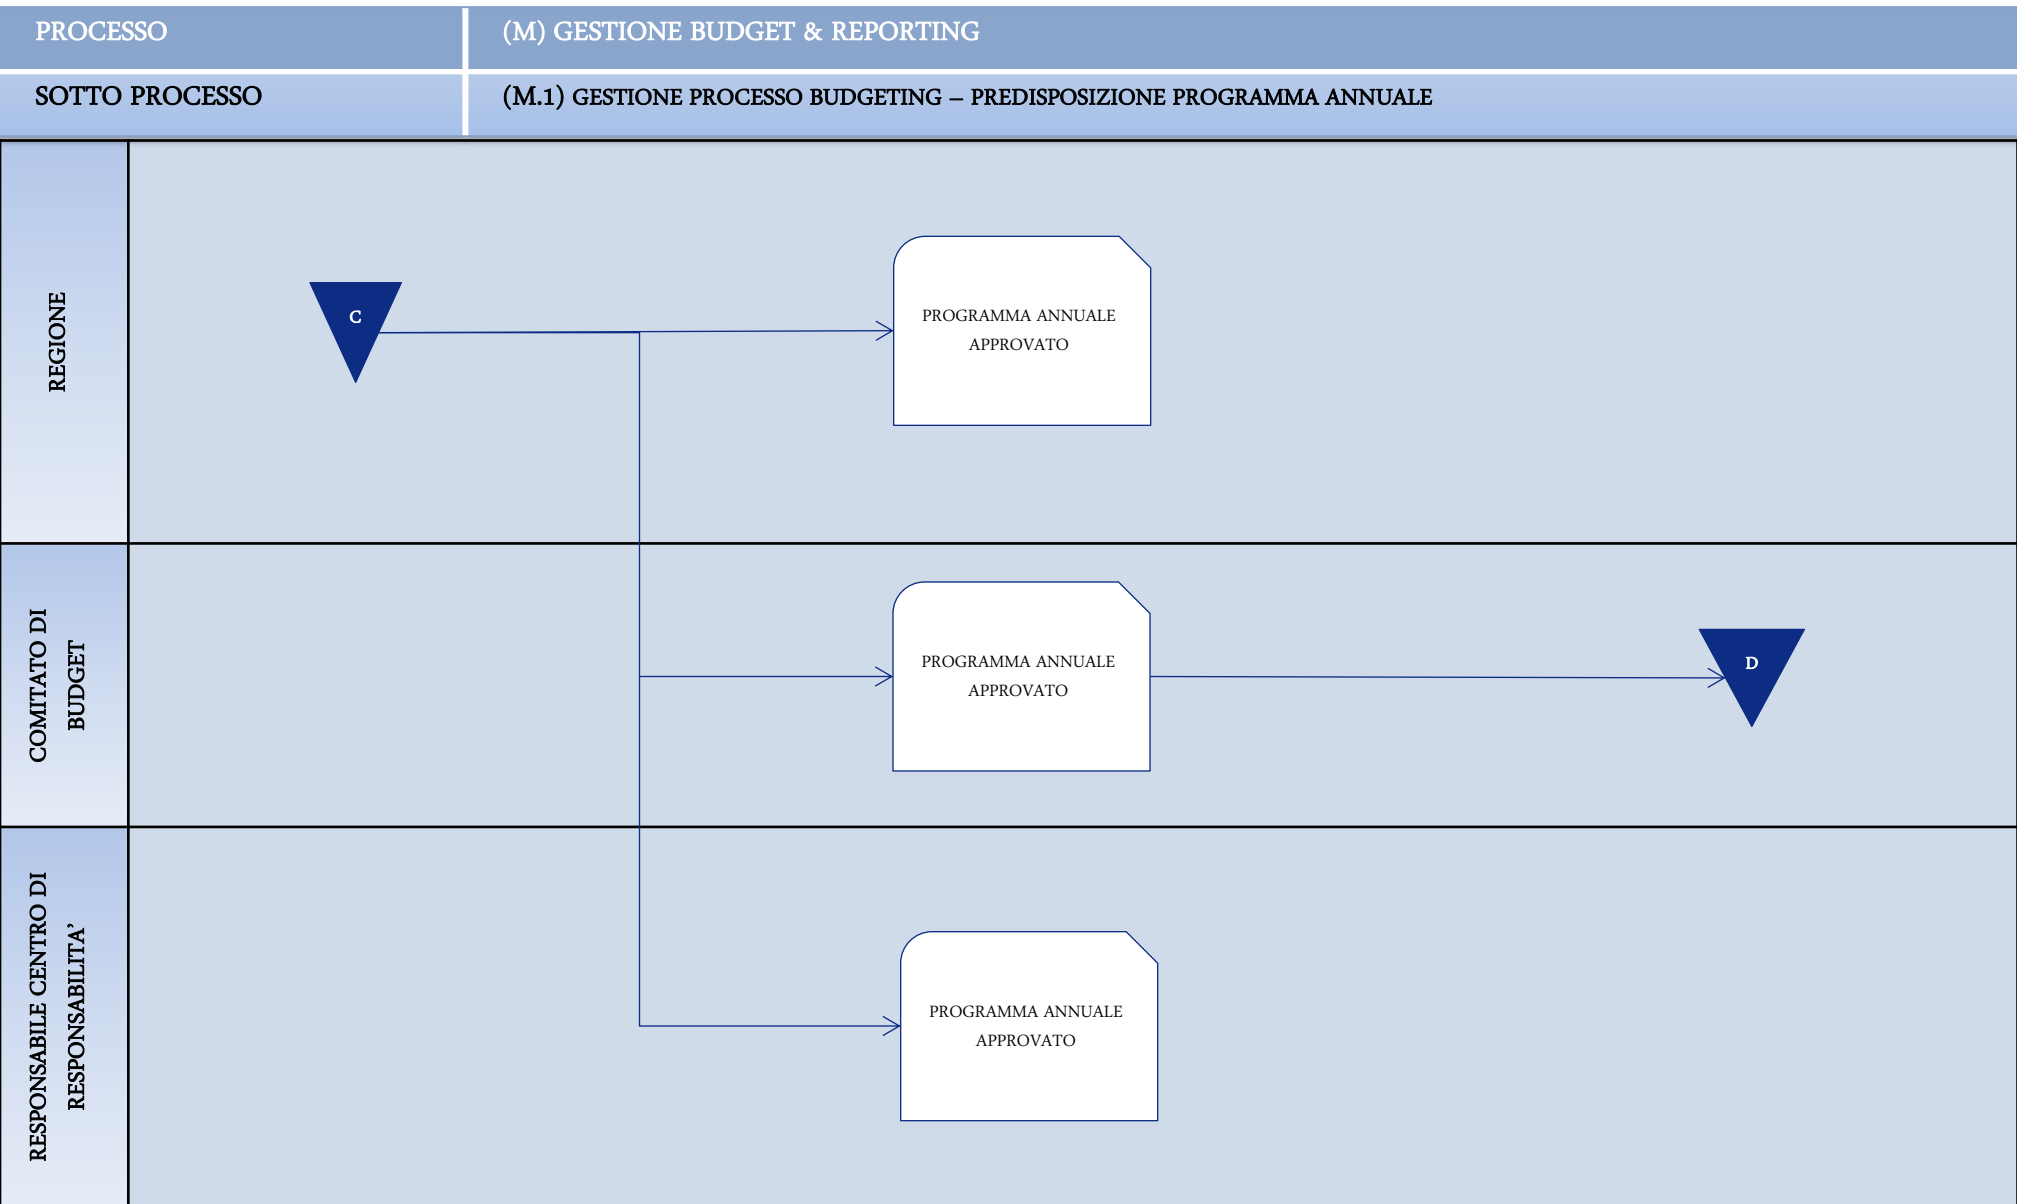 PROCESSO
(M) GESTIONE BUDGET & REPORTING
SOTTO PROCESSO
(M.1) GESTIONE PROCESSO BUDGETING – PREDISPOSIZIONE PROGRAMMA ANNUALE
REGIONE
C
PROGRAMMA ANNUALE
APPROVATO
COMITATO DI
BUDGET
PROGRAMMA ANNUALE
APPROVATO
D
RESPONSABILE CENTRO DI
RESPONSABILITA’
PROGRAMMA ANNUALE
APPROVATO